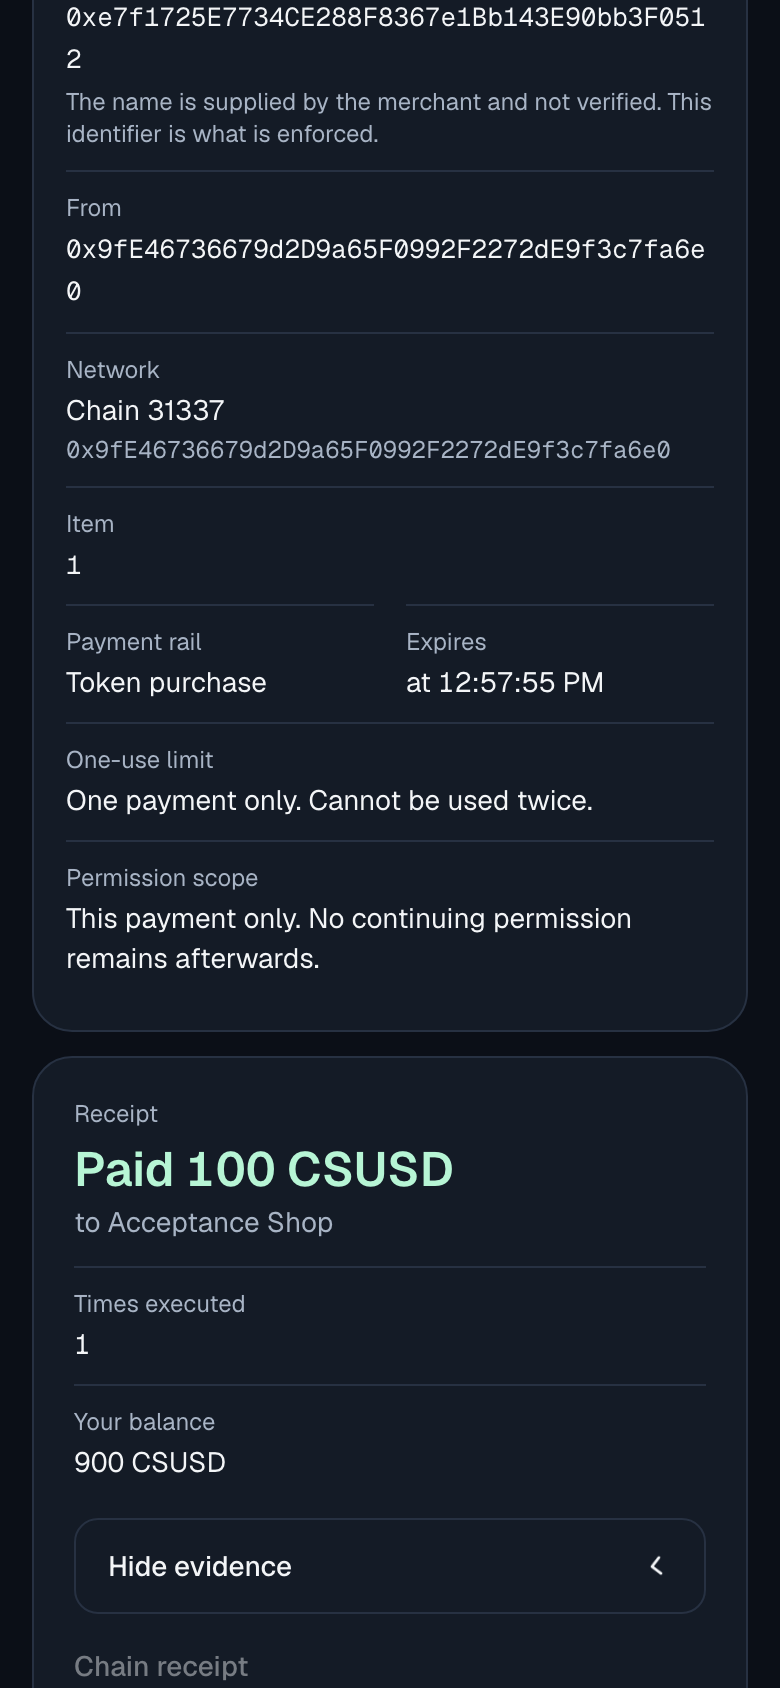 0xe7f1725E7734CE288F8367e1Bb143E90bb3F051
2
The name is supplied by the merchant and not verified. This
identifier is what is enforced.
From
0x9fE46736679d2D9a65F0992F2272dE9f3c7fa6e
0
Network
Chain 31337
0x9fE46736679d2D9a65F0992F2272dE9f3c7fa6e0
Item
1
Payment rail
Token purchase
Expires
at 12:57:55 PM
One-use limit
One payment only. Cannot be used twice.
Permission scope
This payment only. No continuing permission
remains afterwards.
Receipt
Paid 100 CSUSD
to Acceptance Shop
Times executed
1
Your balance
900 CSUSD
Hide evidence
Chain receipt